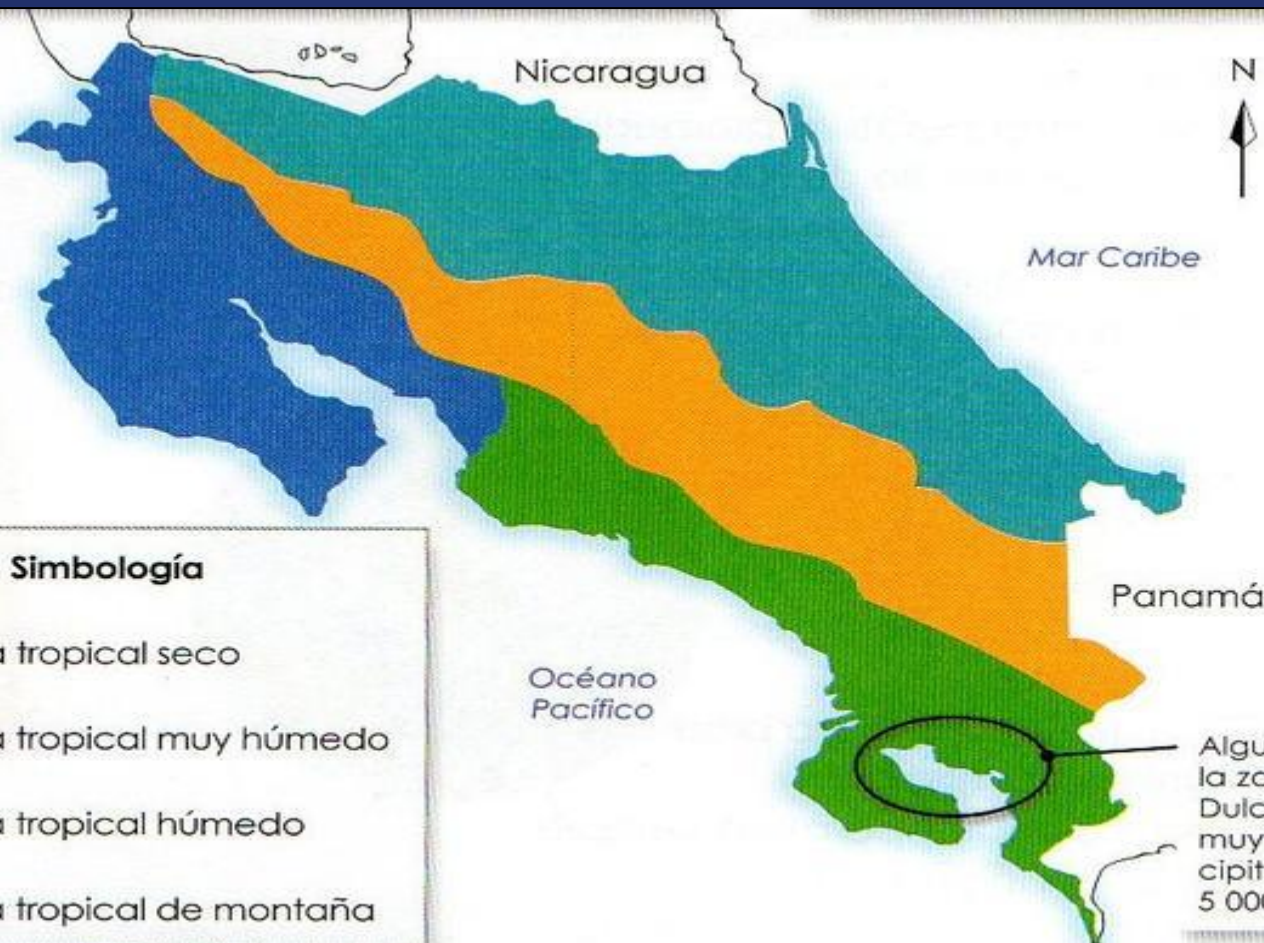 Nicaragua
N
Mar Caribe
Panamá
Océano
Pacífico
Simbología
a tropical seco
a tropical muy húmedo
a tropical húmedo
a tropical de montaña
Algu
la zo
Dulc
muy
cipit
5 000